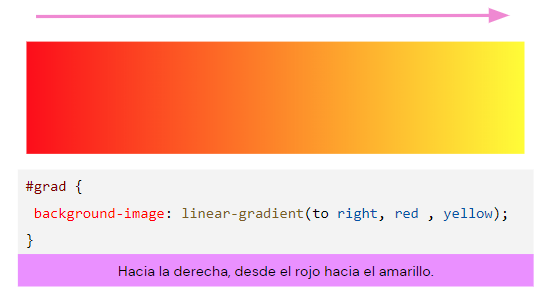 #grad {
background-image: linear-gradient(to right, red , yellow);
}
Hacia la derecha, desde el rojo hacia el amarillo.